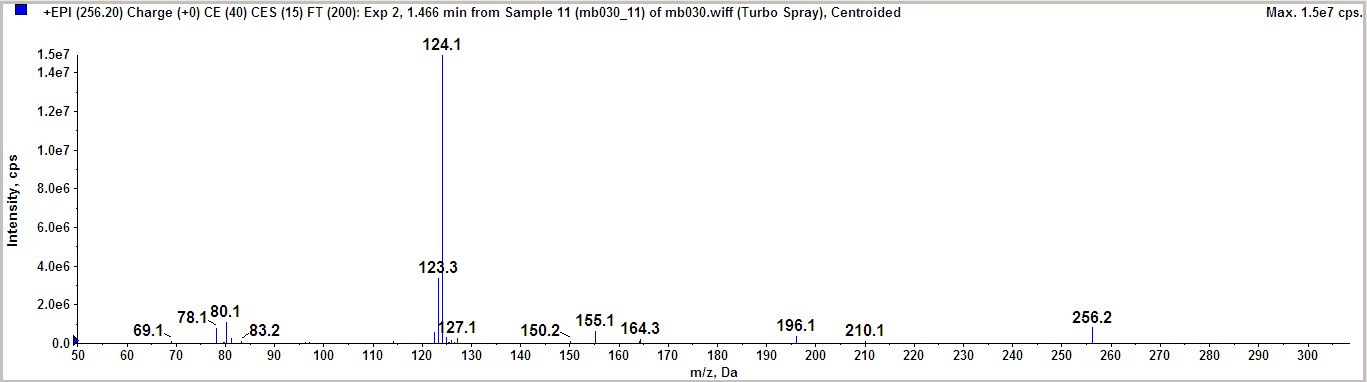 +EPI (256.20) Charge (+0) CE (40) CES (15) FT (200): Exp 2, 1.466 min from Sample 11 (mb030_11) of mb030.wiff (Turbo Spray), Centroided
Max. 1.5e7 cps.
Intensity, cps
1.5e7
1.4e7
1.2e7
1.0e7
8.0e6
6.0e6
4.0e6
2.0e6
0.0
124.1
123.3
69.1
78.1
80.1
83.2
127.1
150.2
155.1
164.3
196.1
210.1
256.2
50 60 70 80 90 100 110 120 130 140 150 160 170 180 190 200 210 220 230 240 250 260 270 280 290 300
m/z, Da